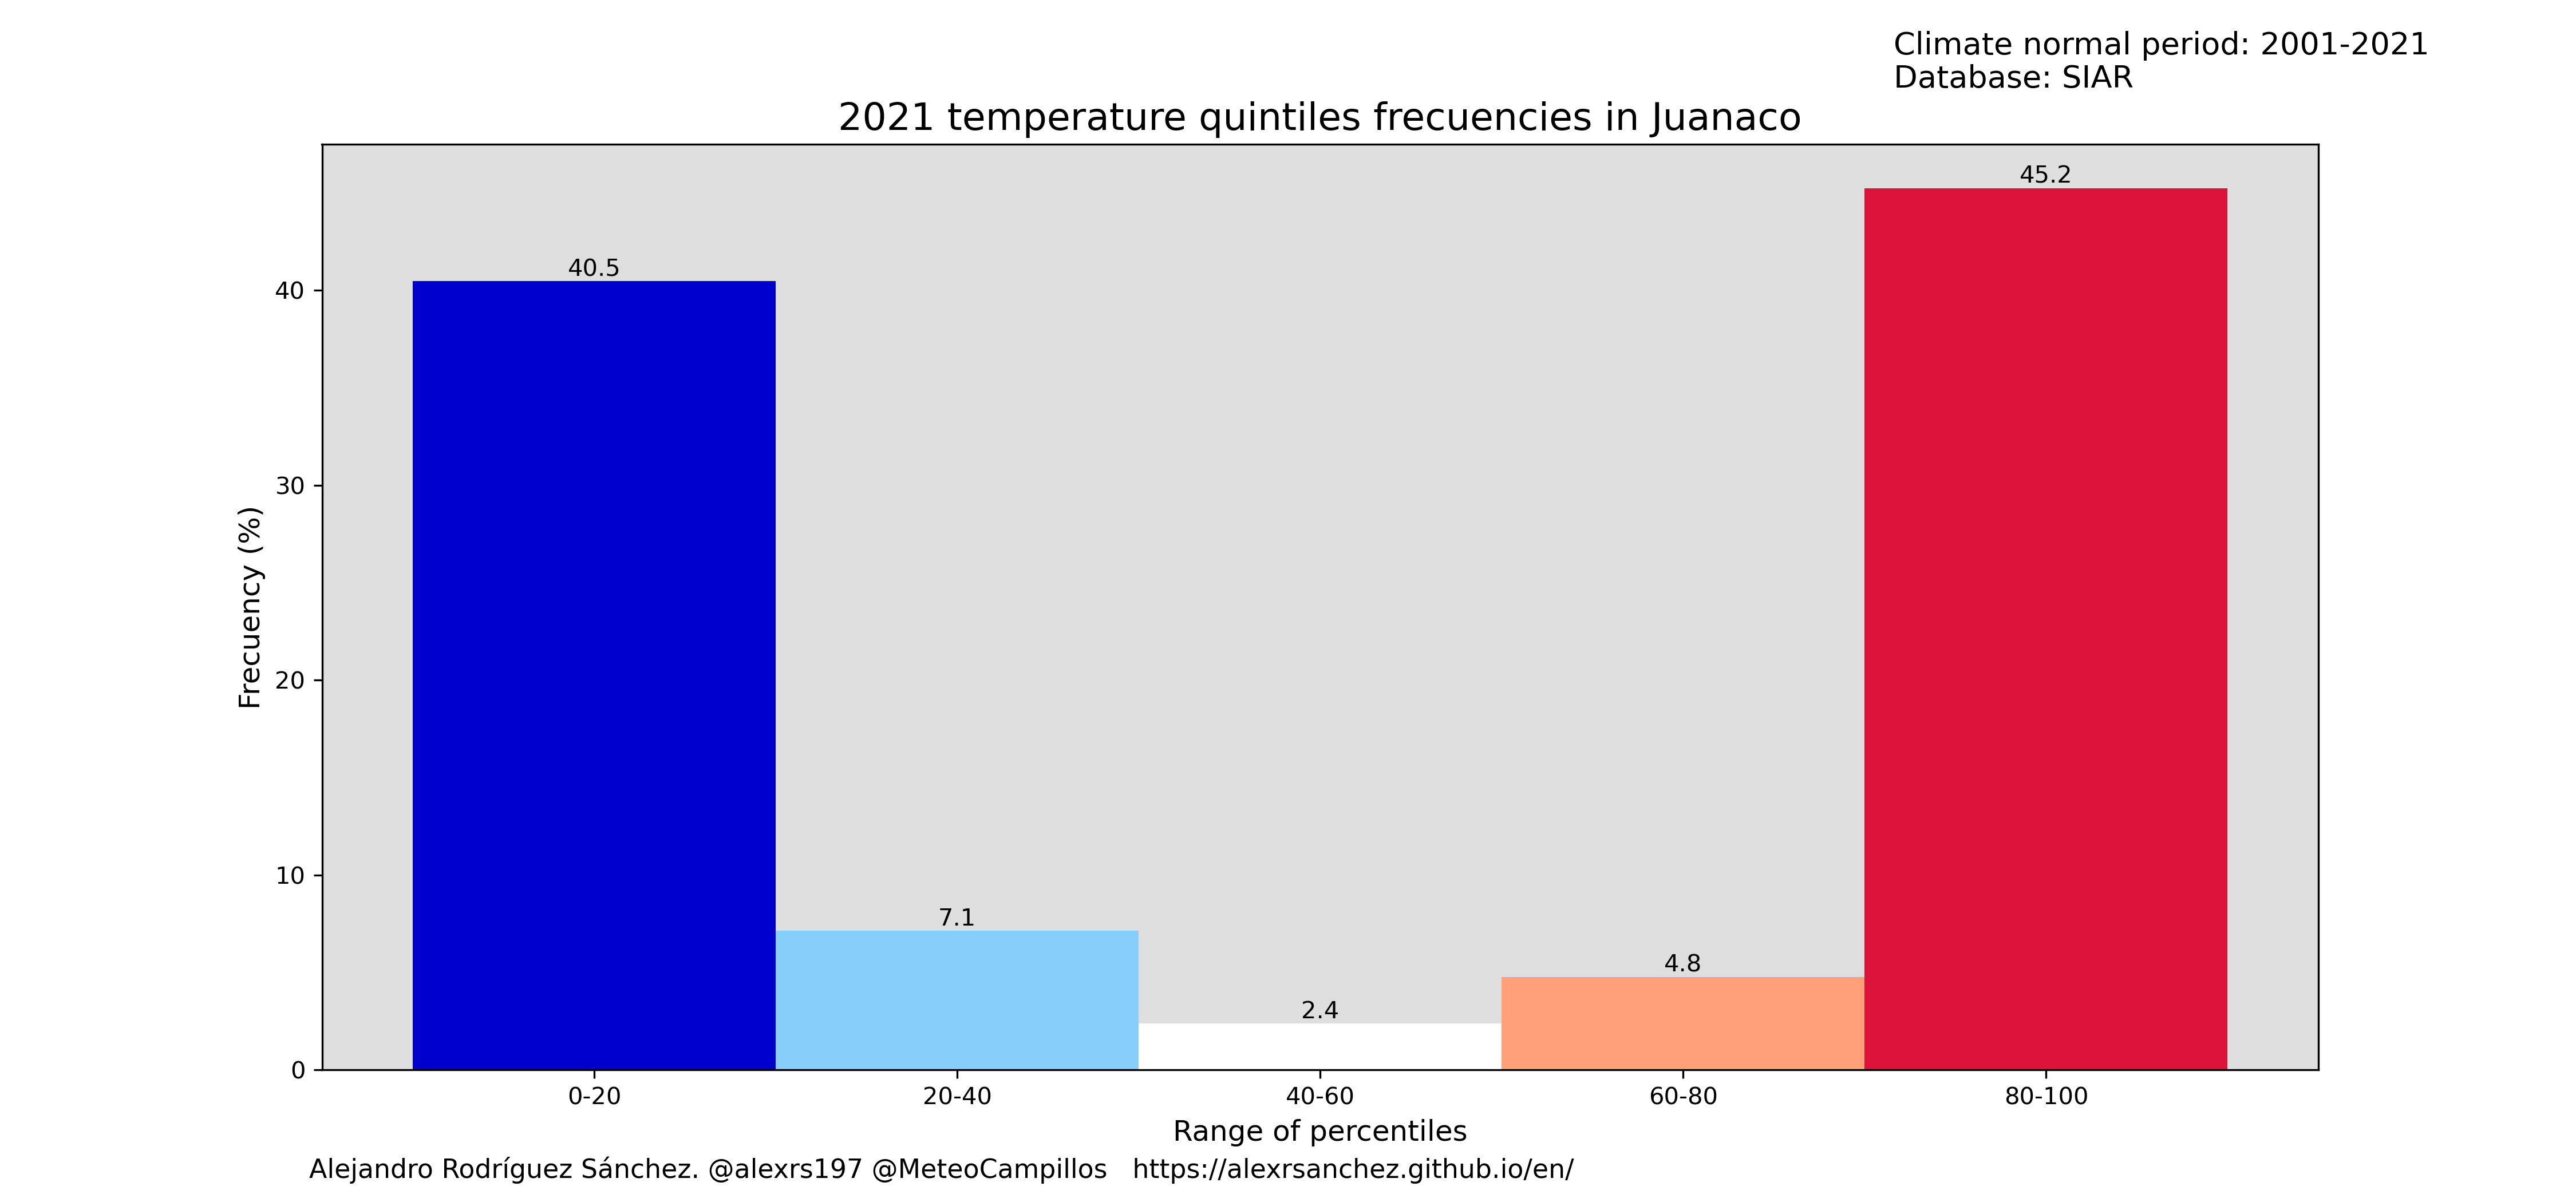 Climate normal period: 2001-2021
Database: SIAR
2021 temperature quintiles frecuencies in Juanaco
45.2
40.5
40
30
Frecuency (%)
20
10
7.1
4.8
2.4
0
0-20 20-40 40-60 60-80 80-100
Range of percentiles
Alejandro Rodríguez Sánchez. @alexrs197 @MeteoCampillos https://alexrsanchez.github.io/en/